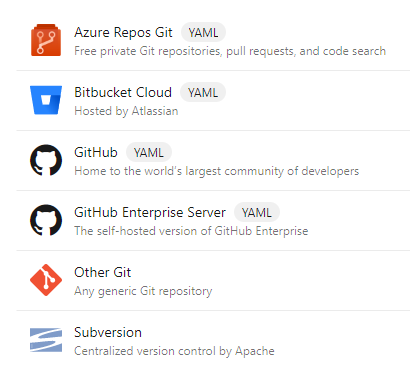 Azure Repos Git YAML
Free private Git repositories, pull requests, and code search
Bitbucket Cloud YAML
Hosted by Atlassian
GitHub YAML
Home to the world's largest community of developers
GitHub Enterprise Server YAML
The self-hosted version of GitHub Enterprise
Other Git
Any generic Git repository
Subversion
Centralized version control by Apache